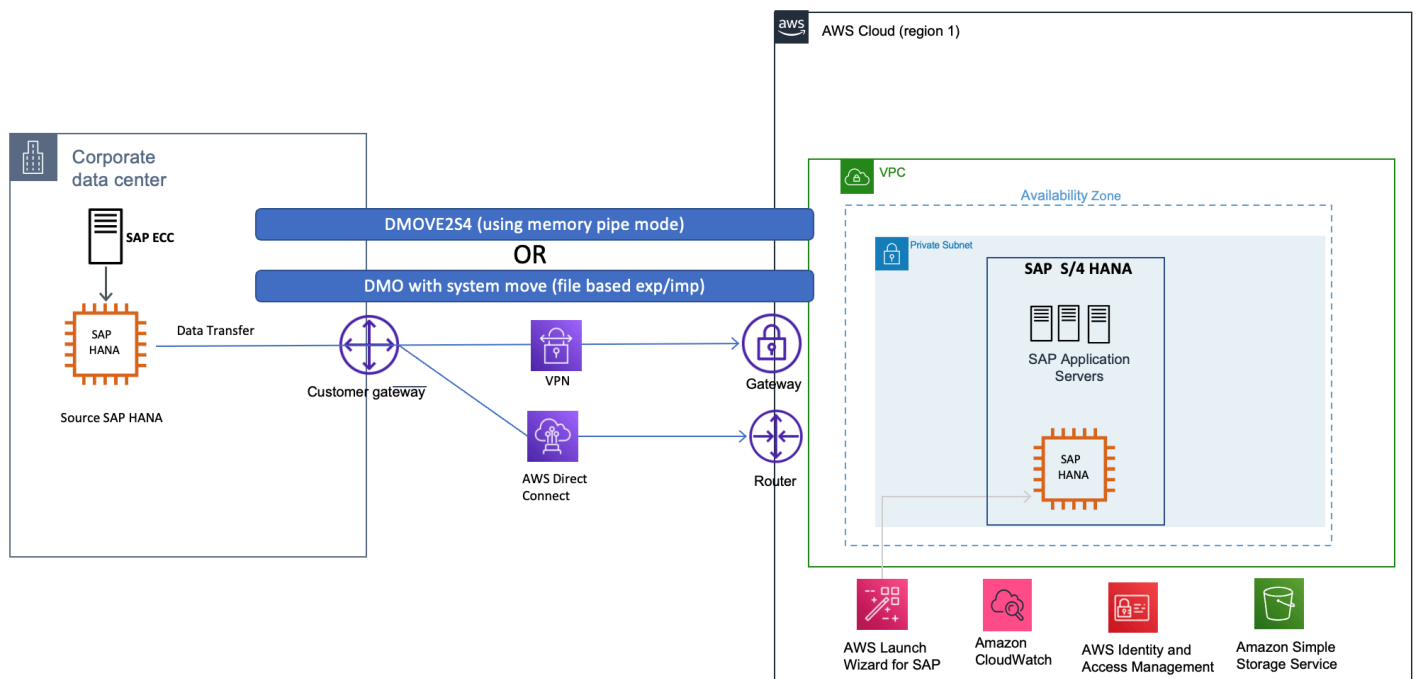 aws
AWS Cloud (region 1)
Corporate
data center
VPC
Availability Zone
SAP ECC
DMOVE2S4 (using memory pipe mode)
OR
DMO with system move (file based exp/imp)
Private Subnet
SAP S/4 HANA
SAP
HANA
Data Transfer
Source SAP HANA
Customer gateway
VPN
Gateway
AWS Direct
Connect
Router
SAP Application
Servers
SAP
HANA
AWS Launch
Wizard for SAP
Amazon
CloudWatch
AWS Identity and
Access Management
Amazon Simple
Storage Service